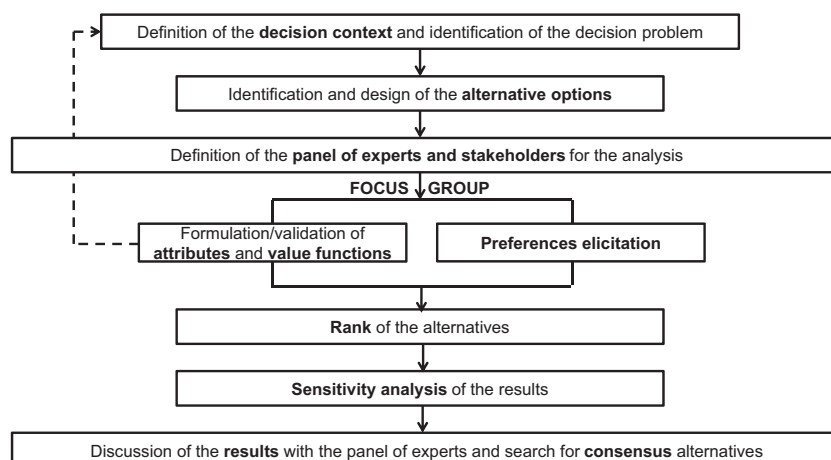 Definition of the decision context and identification of the decision problem
Identification and design of the alternative options
Definition of the panel of experts and stakeholders for the analysis
FOCUS GROUP
Formulation/validation of
attributes and value functions
Preferences elicitation
Rank of the alternatives
Sensitivity analysis of the results
Discussion of the results with the panel of experts and search for consensus alternatives